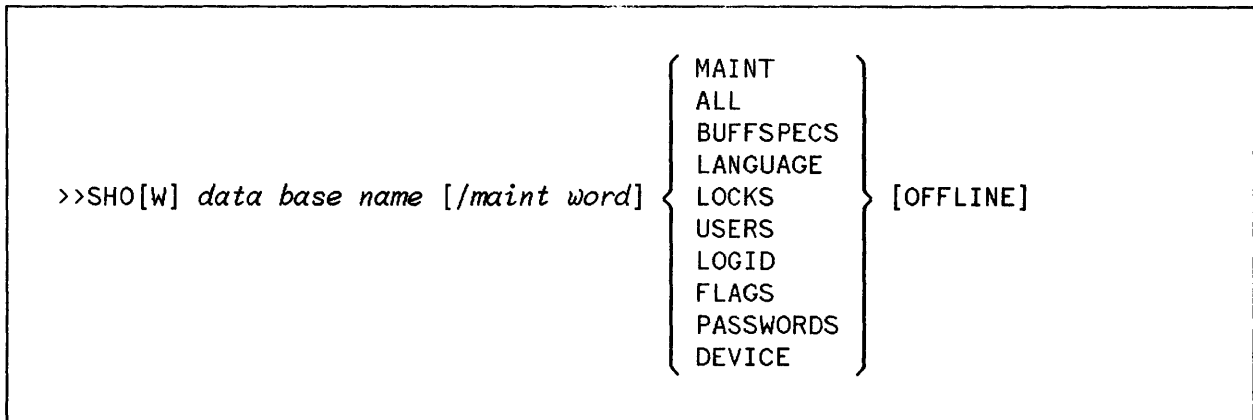 MAINT
ALL
BUFFSPECS
LANGUAGE
>>SHO[W] data base name [/maint word] LOCKS [OFFLINE]
USERS
LOGID
FLAGS
PASSWORDS
DEVICE